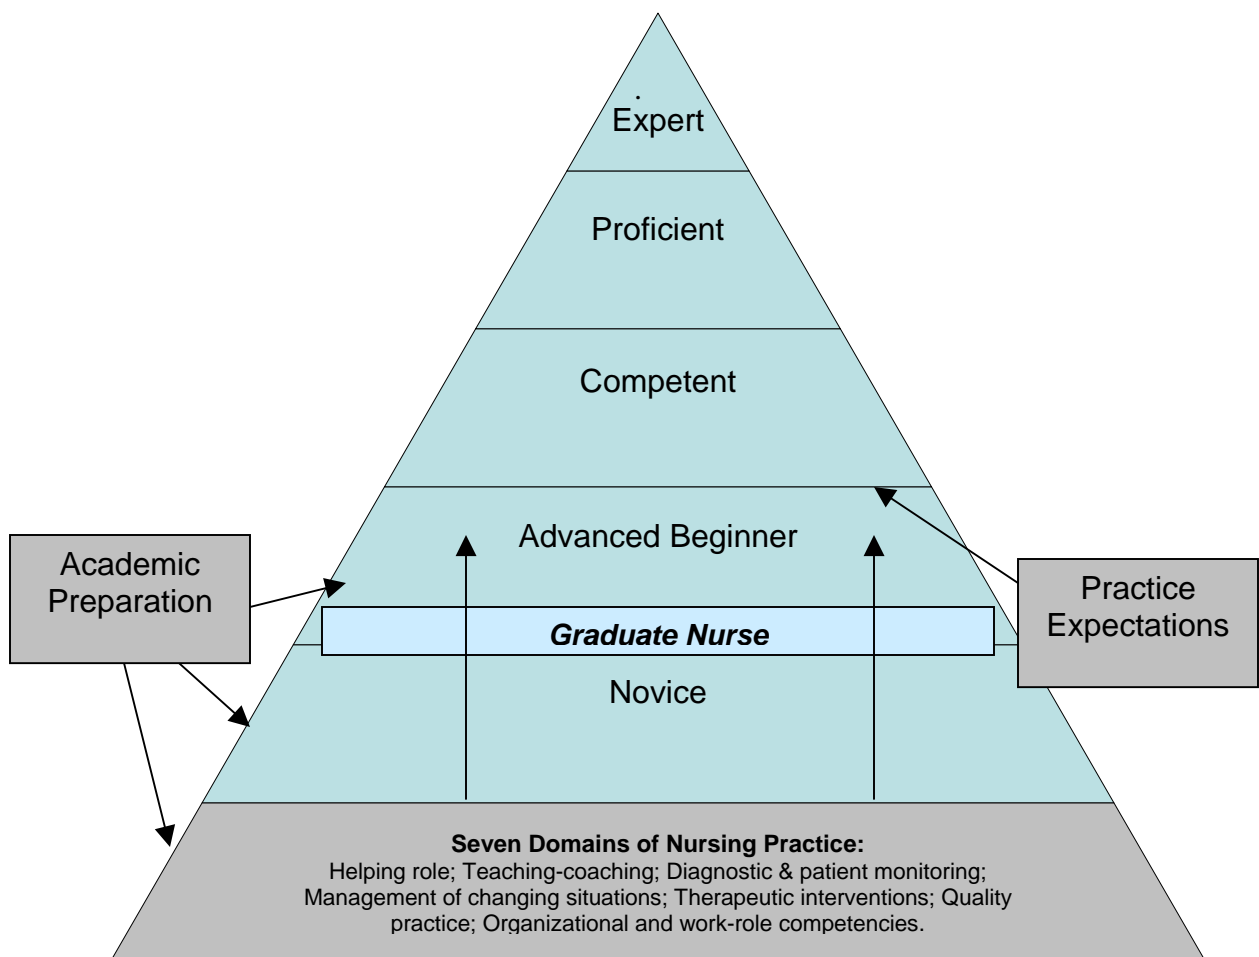 .
Expert
Proficient
Competent
Advanced Beginner
Academic
Preparation
Practice
Expectations
Graduate Nurse
Novice
Seven Domains of Nursing Practice:
Helping role; Teaching-coaching; Diagnostic & patient monitoring;
Management of changing situations; Therapeutic interventions; Quality
practice; Organizational and work-role competencies.